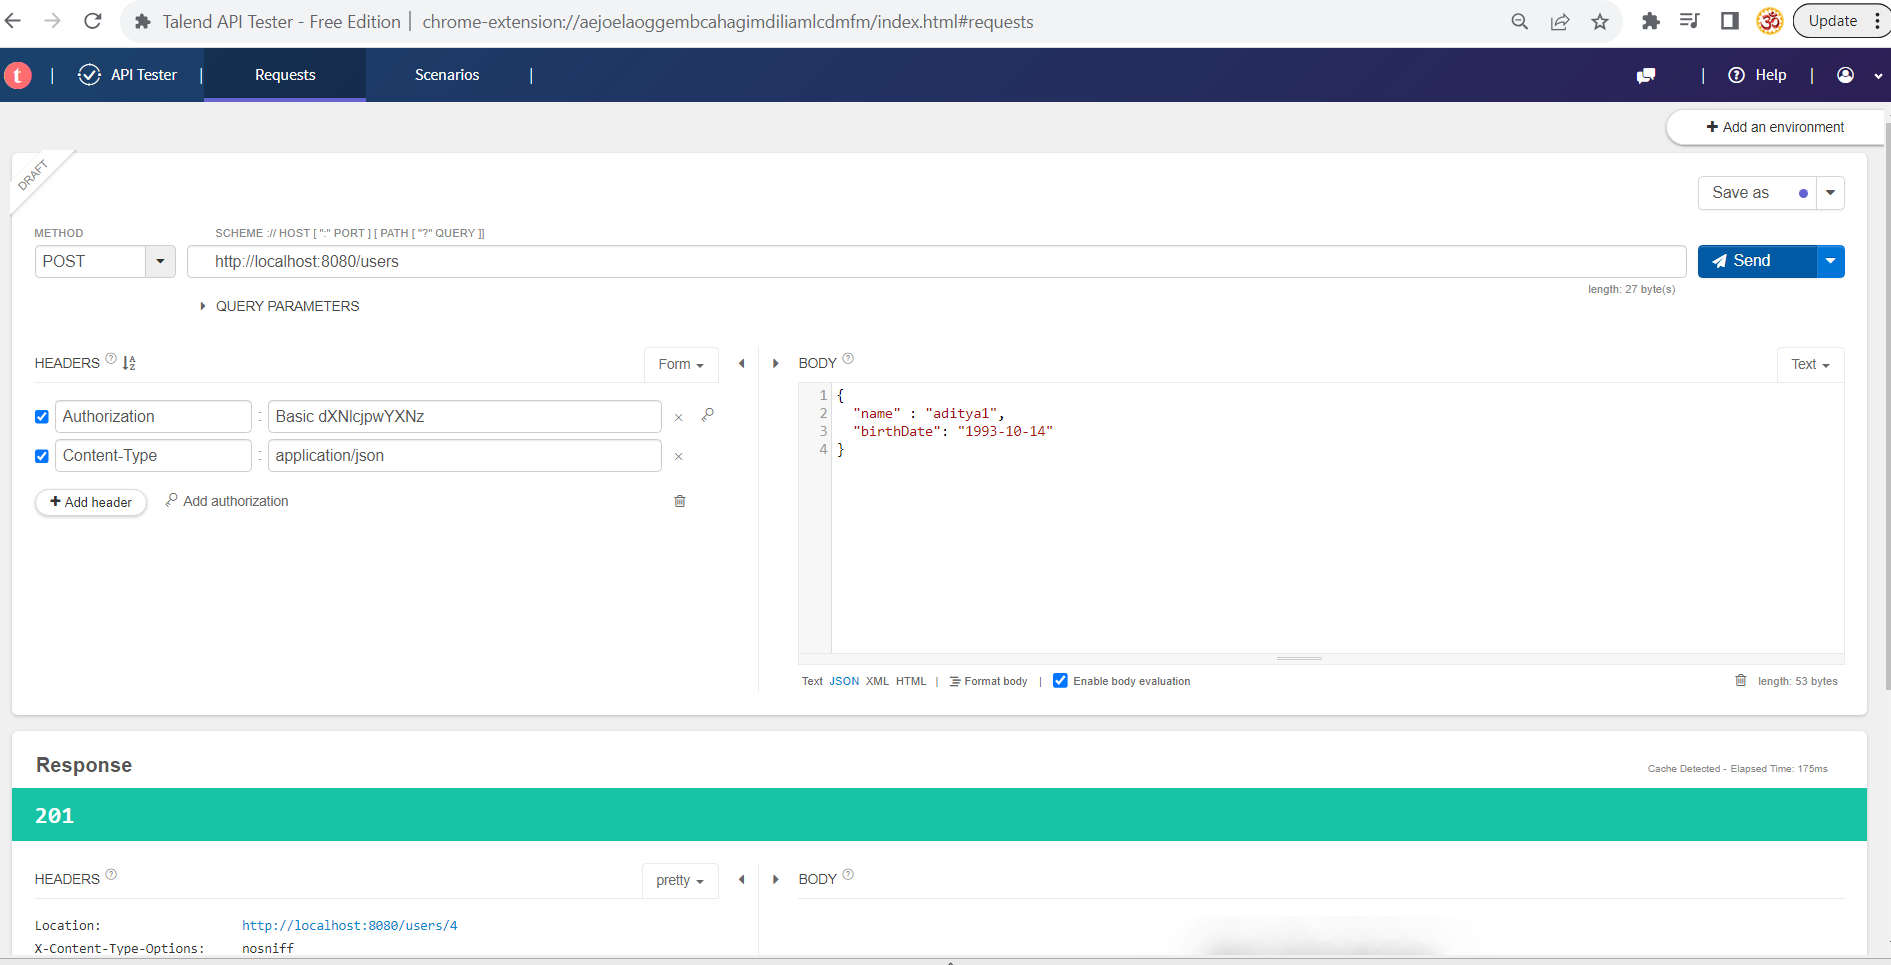 Talend API Tester - Free Edition | chrome-extension://aejoelaoggembcahagimdiliamlcdmfm/index.html#requests
Update
t | API Tester | Requests Scenarios |
| Help |
+ Add an environment
DRAFT
Save as
METHOD SCHEME :// HOST [ ":" PORT ] [ PATH [ "?" QUERY ]]
POST http://localhost:8080/users Send
length: 27 byte(s)
QUERY PARAMETERS
HEADERS ? Form
Authorization : Basic dXNlcjpwYXNz
Content-Type : application/json
+ Add header Add authorization
BODY ? Text
1 {
2 "name" : "aditya1",
3 "birthDate": "1993-10-14"
4 }
Text JSON XML HTML | Format body | Enable body evaluation length: 53 bytes
Response
Cache Detected - Elapsed Time: 175ms
201
HEADERS ? pretty BODY ?
Location: http://localhost:8080/users/4
X-Content-Type-Options: nosniff